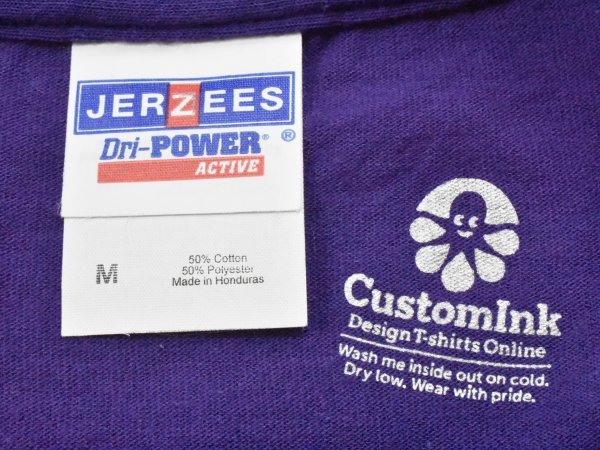 JERZEES
Dri-POWER® ®
ACTIVE
M
50% Cotton
50% Polyester
Made in Honduras
CustomInk
Design T-shirts Online
Wash me inside out on cold.
Dry low. Wear with pride.